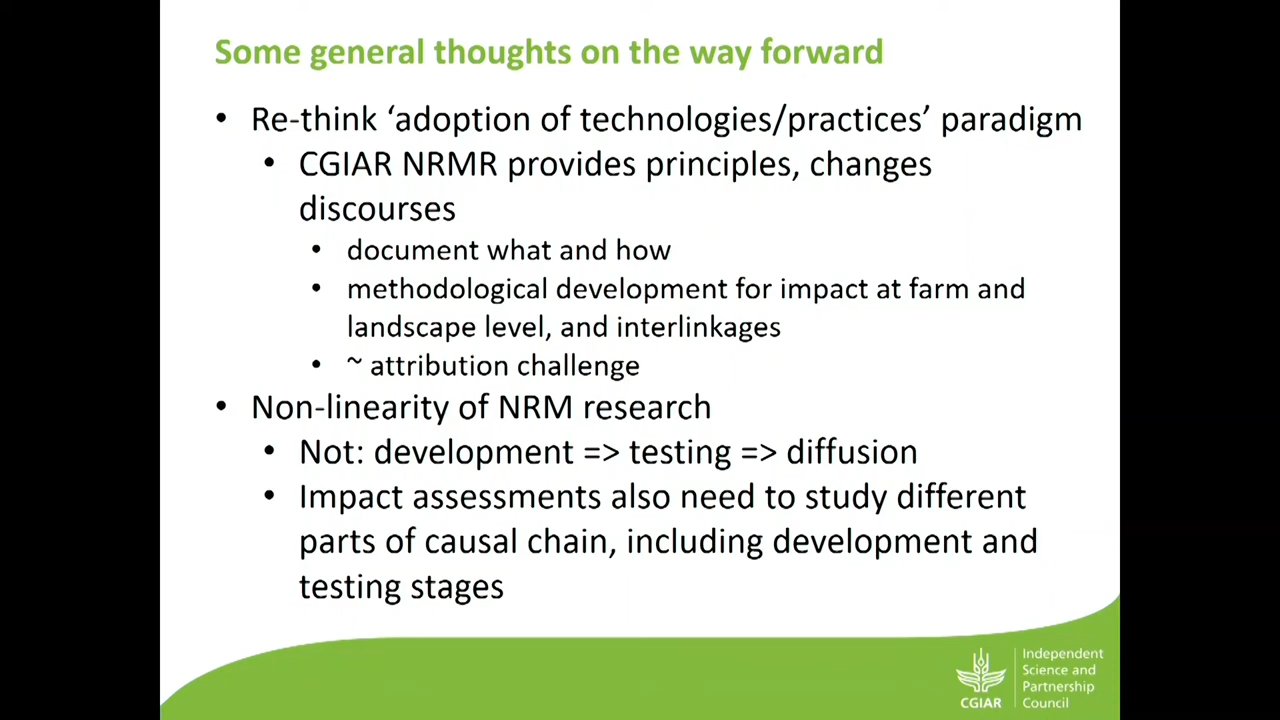 Some general thoughts on the way forward
• Re-think ‘adoption of technologies/practices’ paradigm
• CGIAR NRMR provides principles, changes
discourses
• document what and how
• methodological development for impact at farm and
landscape level, and interlinkages
• ~ attribution challenge
• Non-linearity of NRM research
• Not: development => testing => diffusion
• Impact assessments also need to study different
parts of causal chain, including development and
testing stages
CGIAR
Independent
Science and
Partnership
Council